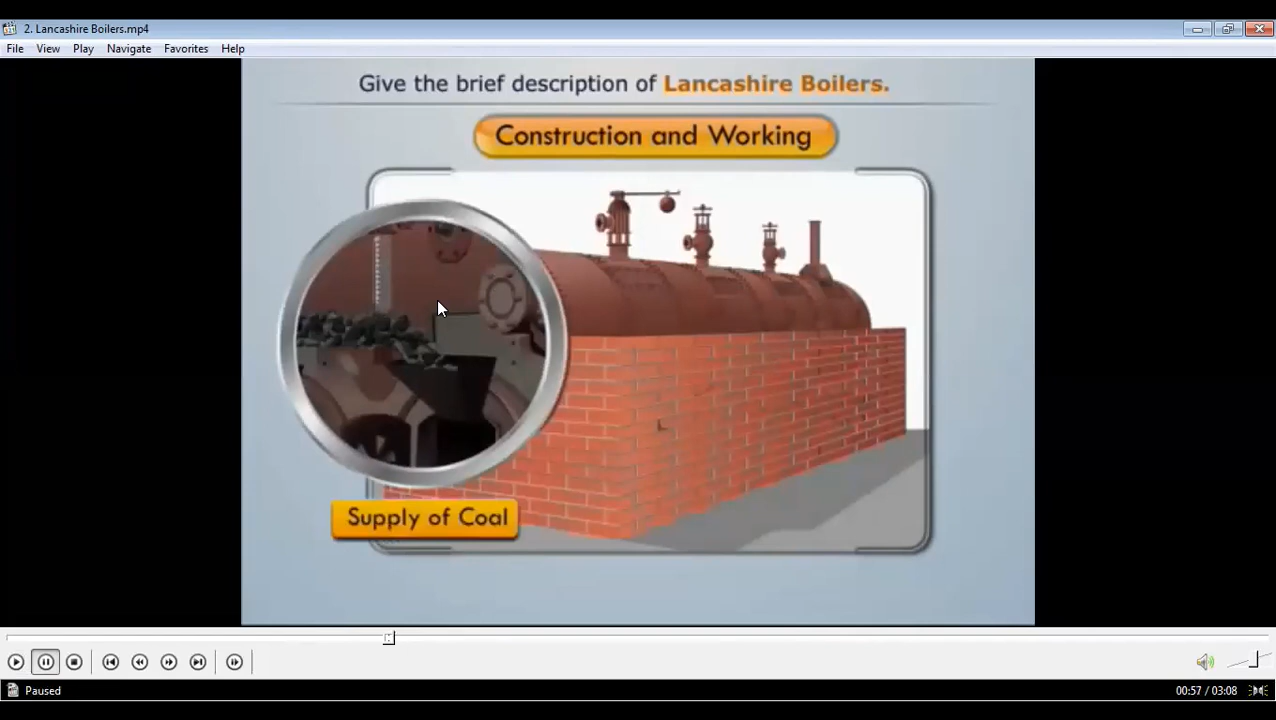 2. Lancashire Boilers.mp4
File View Play Navigate Favorites Help
Give the brief description of Lancashire Boilers.
Construction and Working
Supply of Coal
Paused
00:57 / 03:08